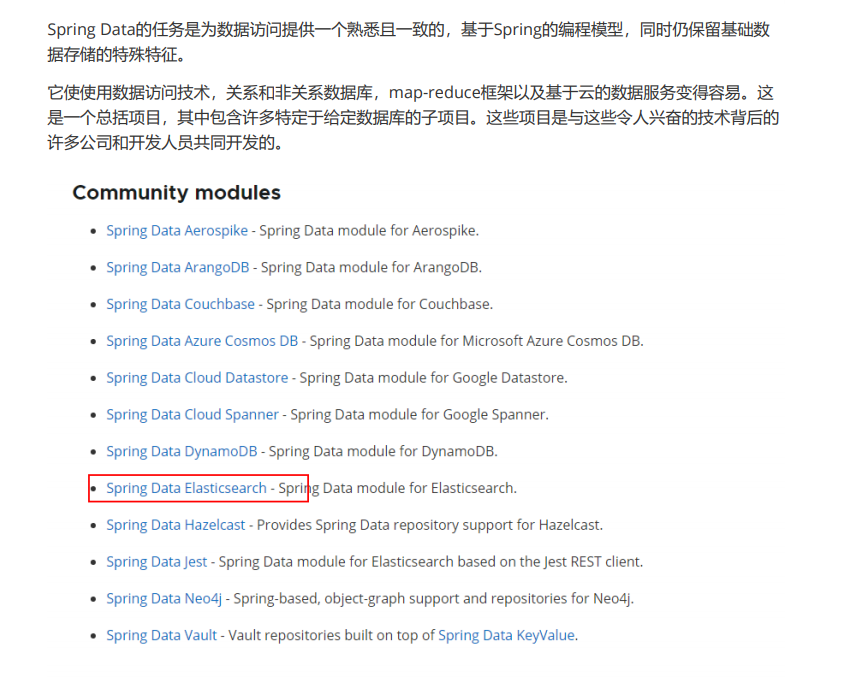 Spring Data的任务是为数据访问提供一个熟悉且一致的，基于Spring的编程模型，同时仍保留基础数
据存储的特殊特征。
它使使用数据访问技术，关系和非关系数据库，map-reduce框架以及基于云的数据服务变得容易。这
是一个总括项目，其中包含许多特定于给定数据库的子项目。这些项目是与这些令人兴奋的技术背后的
许多公司和开发人员共同开发的。
Community modules
• Spring Data Aerospike - Spring Data module for Aerospike.
• Spring Data ArangoDB - Spring Data module for ArangoDB.
• Spring Data Couchbase - Spring Data module for Couchbase.
• Spring Data Azure Cosmos DB - Spring Data module for Microsoft Azure Cosmos DB.
• Spring Data Cloud Datastore - Spring Data module for Google Datastore.
• Spring Data Cloud Spanner - Spring Data module for Google Spanner.
• Spring Data DynamoDB - Spring Data module for DynamoDB.
• Spring Data Elasticsearch - Spring Data module for Elasticsearch.
• Spring Data Hazelcast - Provides Spring Data repository support for Hazelcast.
• Spring Data Jest - Spring Data module for Elasticsearch based on the Jest REST client.
• Spring Data Neo4j - Spring-based, object-graph support and repositories for Neo4j.
• Spring Data Vault - Vault repositories built on top of Spring Data KeyValue.